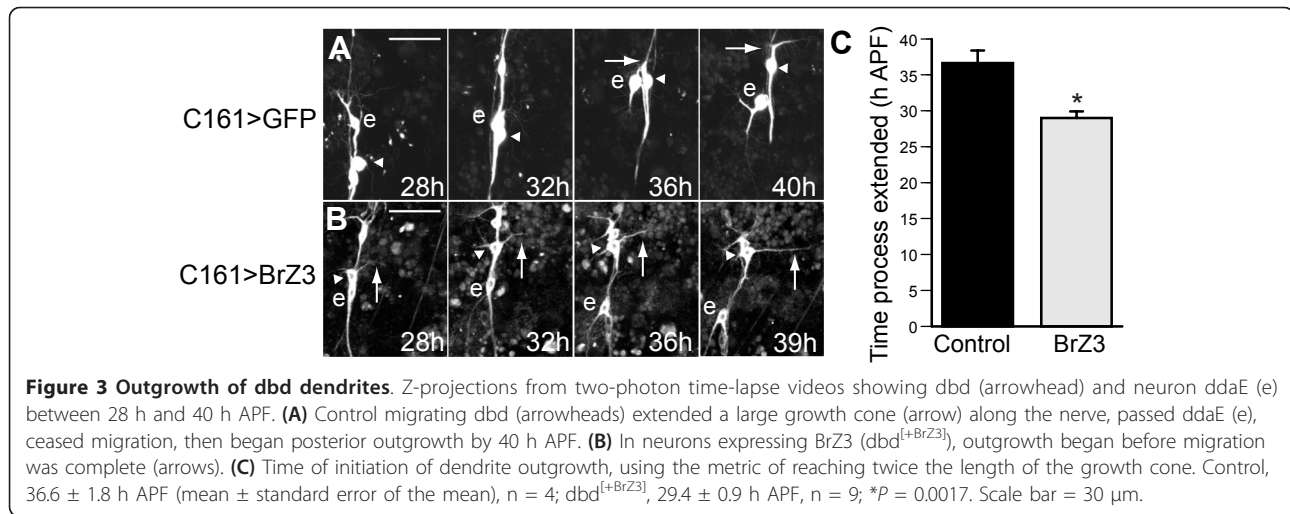 A
C161>GFP
e
28h
e
32h
e
36h
e
40h
B
C161>BrZ3
e
28h
e
32h
e
36h
e
39h
C
Time process extended (h APF)
40
35
30
25
20
15
10
5
0
*
Control
BrZ3
Figure 3 Outgrowth of dbd dendrites. Z-projections from two-photon time-lapse videos showing dbd (arrowhead) and neuron ddaE (e)
between 28 h and 40 h APF. (A) Control migrating dbd (arrowheads) extended a large growth cone (arrow) along the nerve, passed ddaE (e),
ceased migration, then began posterior outgrowth by 40 h APF. (B) In neurons expressing BrZ3 (dbd[+BrZ3]), outgrowth began before migration
was complete (arrows). (C) Time of initiation of dendrite outgrowth, using the metric of reaching twice the length of the growth cone. Control,
36.6 ± 1.8 h APF (mean ± standard error of the mean), n = 4; dbd[+BrZ3], 29.4 ± 0.9 h APF, n = 9; *P = 0.0017. Scale bar = 30 μm.